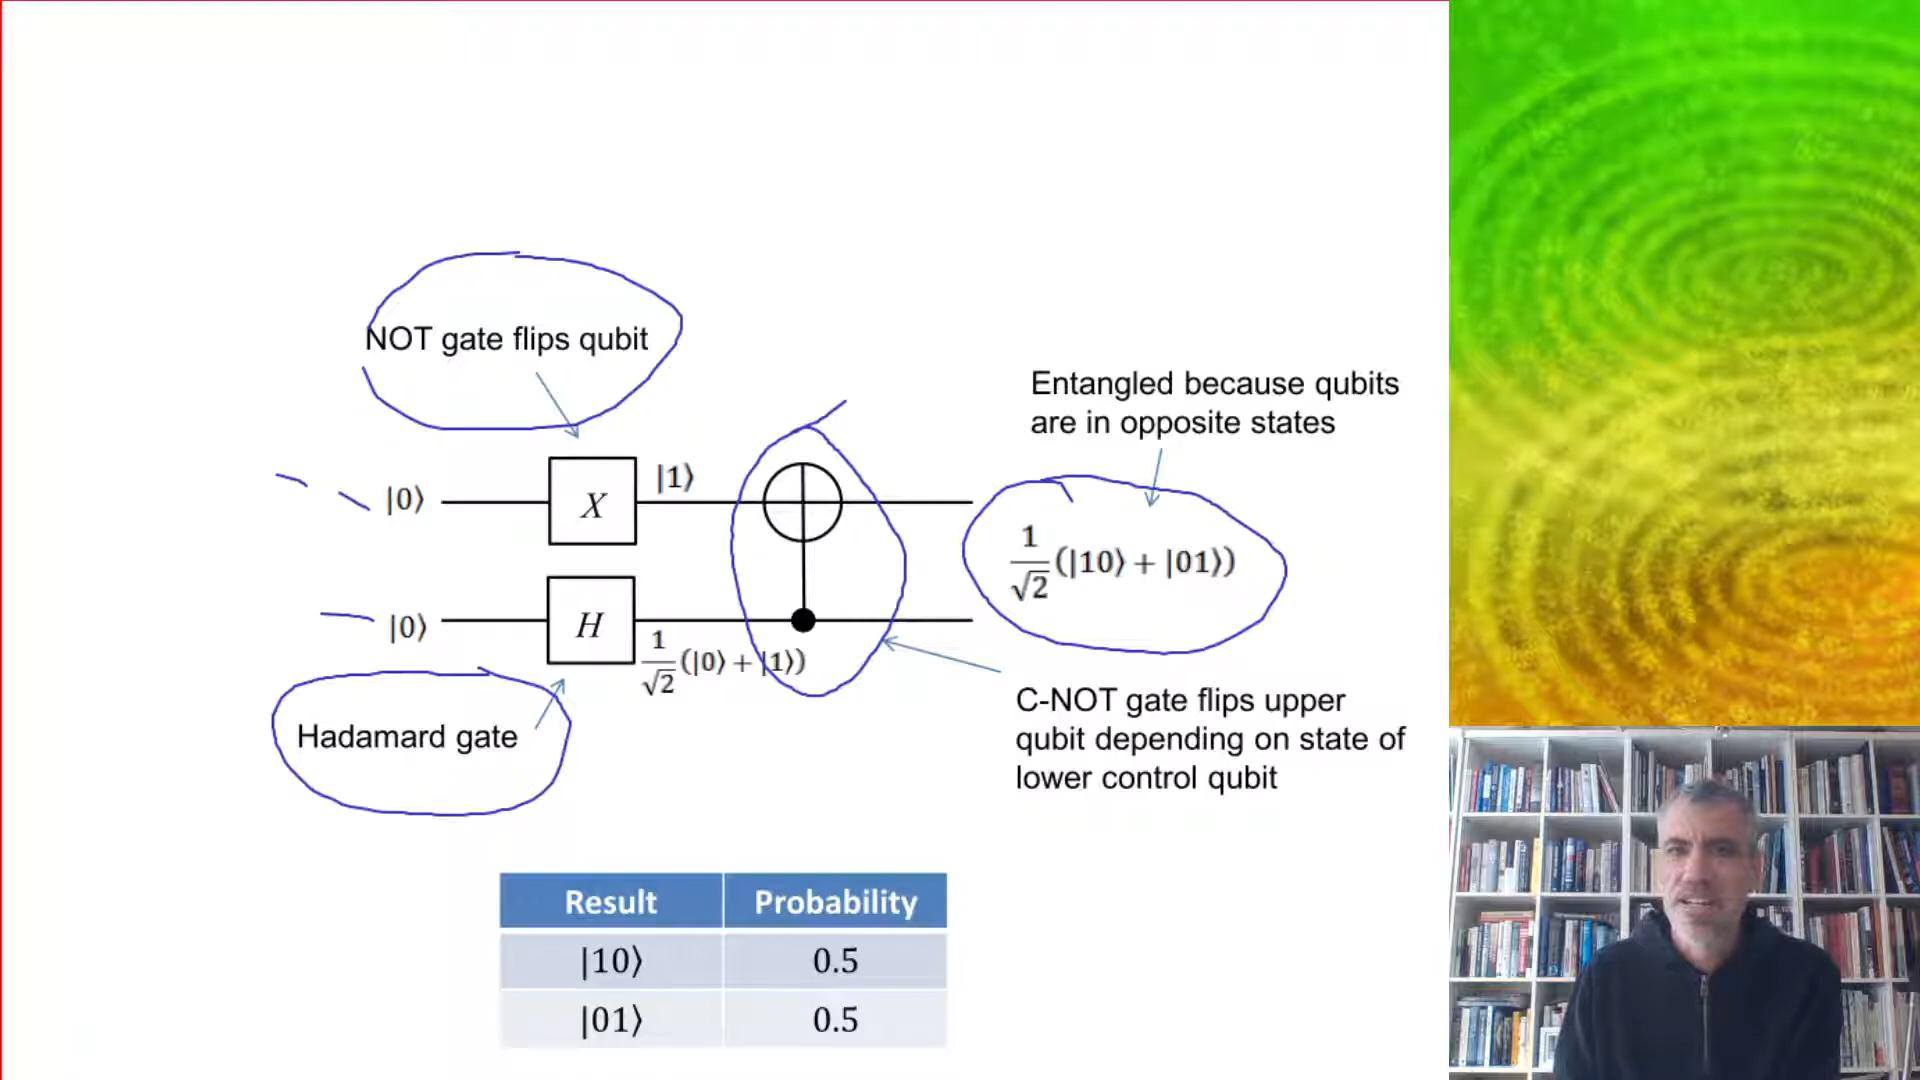 NOT gate flips qubit
Entangled because qubits
are in opposite states
|0⟩
X
|1⟩
1/√2 (|10⟩ + |01⟩)
|0⟩
H
1/√2 (|0⟩ + |1⟩)
C-NOT gate flips upper
qubit depending on state of
lower control qubit
Hadamard gate
Result Probability
|10⟩ 0.5
|01⟩ 0.5